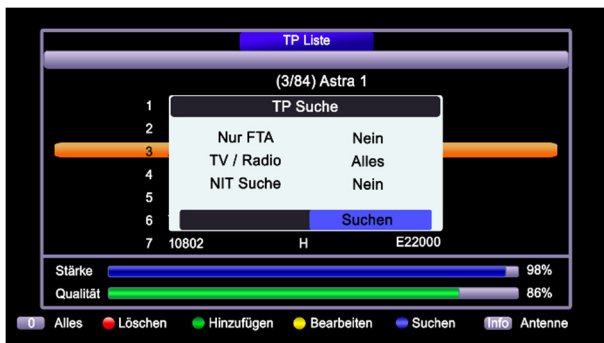 TP Liste
(3/84) Astra 1
1
TP Suche
2
Nur FTA Nein
3
TV / Radio Alles
4
NIT Suche Nein
5
6
Suchen
7 10802 H E22000
Stärke 98%
Qualität 86%
0 Alles Löschen Hinzufügen Bearbeiten Suchen Info Antenne